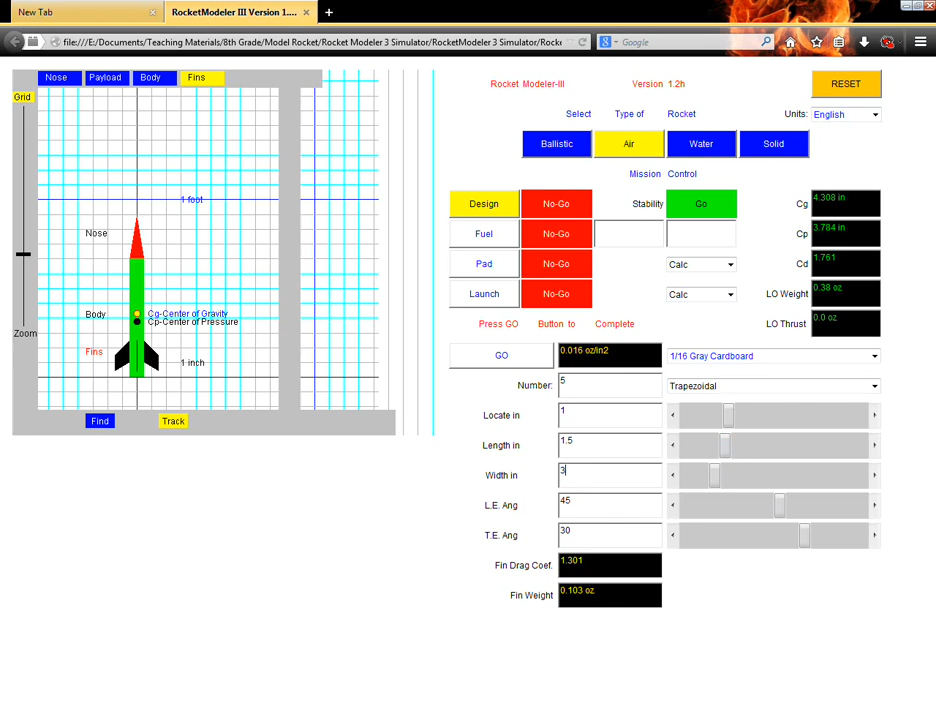 New Tab ×
RocketModeler III Version 1.... × +
file:///E:/Documents/Teaching Materials/8th Grade/Model Rocket/Rocket Modeler 3 Simulator/RocketModeler 3 Simulator/Rocke
Google
Nose Payload Body Fins
Grid
1 foot
Nose
Cg-Center of Gravity
Body
Cp-Center of Pressure
Zoom
Fins
1 inch
Find Track
Rocket Modeler-III Version 1.2h RESET
Select Type of Rocket Units: English
Ballistic Air Water Solid
Mission Control
Design No-Go Stability Go Cg 4.308 in
Fuel No-Go Cp 3.784 in
Pad No-Go Calc Cd 1.761
Launch No-Go Calc LO Weight 0.38 oz
LO Thrust 0.0 oz
Press GO Button to Complete
GO 0.016 oz/in2 1/16 Gray Cardboard
Number: 5 Trapezoidal
Locate in 1
Length in 1.5
Width in 3
L.E. Ang 45
T.E. Ang 30
Fin Drag Coef. 1.301
Fin Weight 0.103 oz